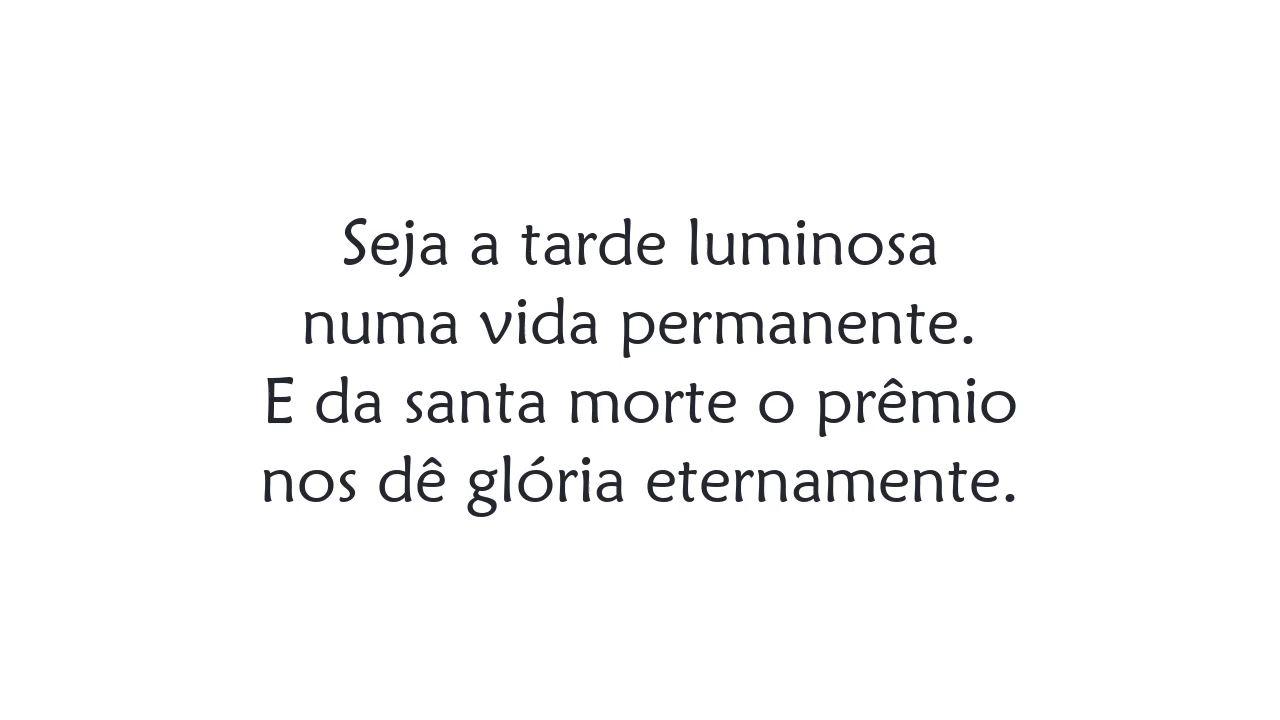 Seja a tarde luminosa
numa vida permanente.
E da santa morte o prêmio
nos dê glória eternamente.